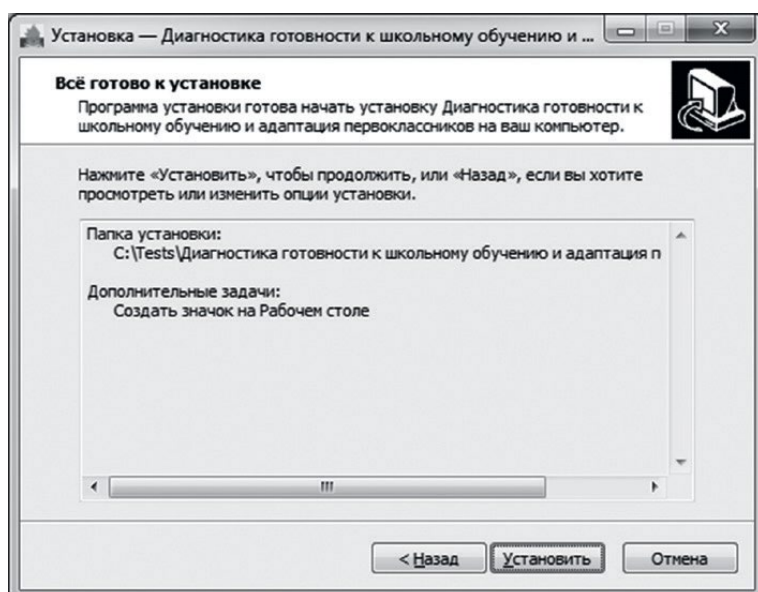 Установка — Диагностика готовности к школьному обучению и ...
Всё готово к установке
Программа установки готова начать установку Диагностика готовности к
школьному обучению и адаптация первоклассников на ваш компьютер.
Нажмите «Установить», чтобы продолжить, или «Назад», если вы хотите
просмотреть или изменить опции установки.
Папка установки:
C:\Tests\Диагностика готовности к школьному обучению и адаптация п
Дополнительные задачи:
Создать значок на Рабочем столе
< Назад Установить Отмена